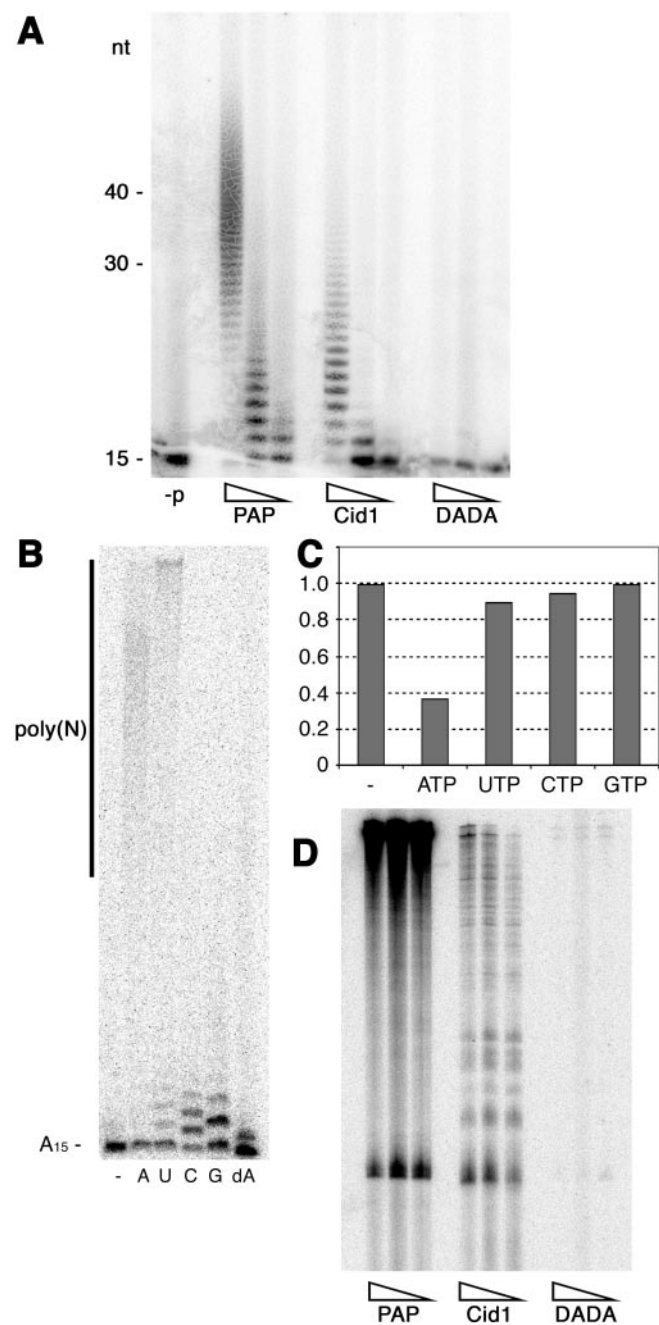 A
nt
40 -
30 -
15 -
-p
PAP Cid1 DADA
B
poly(N)
A15 -
- A U C G dA
C
1.0
0.8
0.6
0.4
0.2
0
- ATP UTP CTP GTP
D
PAP Cid1 DADA